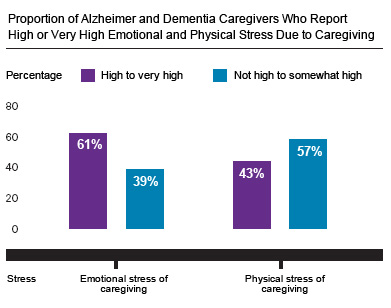 Proportion of Alzheimer and Dementia Caregivers Who Report
High or Very High Emotional and Physical Stress Due to Caregiving
Percentage High to very high Not high to somewhat high
80
60
40
20
0
61%
39%
43%
57%
Stress Emotional stress of Physical stress of
caregiving caregiving